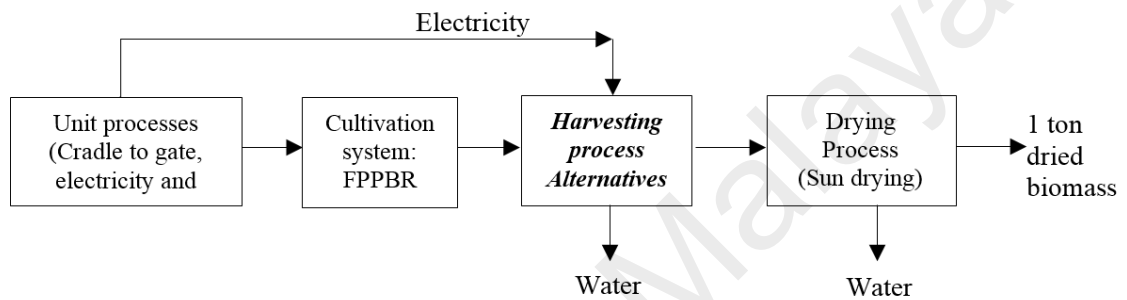 Electricity
Unit processes
(Cradle to gate,
electricity and
Cultivation
system:
FPPBR
Harvesting
process
Alternatives
Drying
Process
(Sun drying)
1 ton
dried
biomass
Water
Water
Malaya